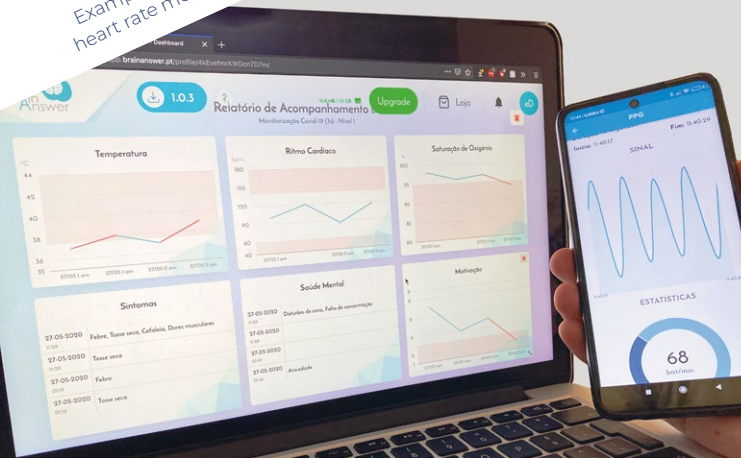 Examp
heart rate mo
Dashboard
brainanswer.pt/profile/4kEvefmrKWDcn7D7m/
Answer
1.0.3
Relatório de Acompanhamento
Monitorização Covid-19 (3s) - Nível 1
Upgrade
Loja
eD
Temperatura
°C
44
42
40
38
36
35
Ritmo Cardíaco
180
150
120
90
60
40
Saturação de Oxigénio
100
95
90
85
80
Sintomas
27-05-2020 Febre, Tosse seca, Cefaleia, Dores musculares
27-05-2020 Tosse seca
27-05-2020 Febre
27-05-2020 Tosse seca
Saúde Mental
27-05-2020 Distúrbio do sono, Falta de concentração
27-05-2020
27-05-2020
27-05-2020 Ansiedade
Motivação
PPG
Início 11:40:17
Fim 11:40:29
SINAL
ESTATÍSTICAS
68
bat/min